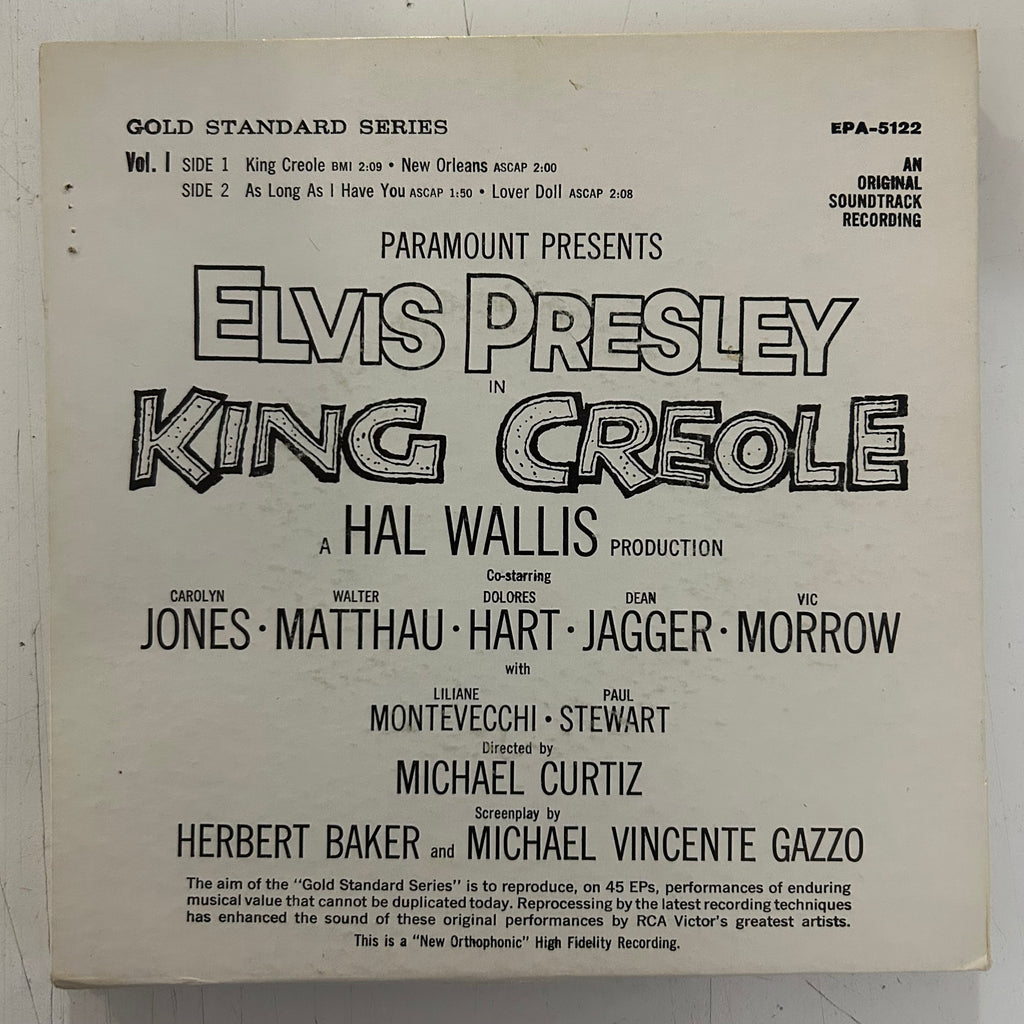 GOLD STANDARD SERIES
EPA-5122
Vol. I SIDE 1 King Creole BMI 2:09 • New Orleans ASCAP 2:00
SIDE 2 As Long As I Have You ASCAP 1:50 • Lover Doll ASCAP 2:08
AN
ORIGINAL
SOUNDTRACK
RECORDING
PARAMOUNT PRESENTS
ELVIS PRESLEY
IN
KING CREOLE
A HAL WALLIS PRODUCTION
Co-starring
CAROLYN WALTER DOLORES DEAN VIC
JONES • MATTHAU • HART • JAGGER • MORROW
with
LILIANE PAUL
MONTEVECCHI • STEWART
Directed by
MICHAEL CURTIZ
Screenplay by
HERBERT BAKER and MICHAEL VINCENTE GAZZO
The aim of the "Gold Standard Series" is to reproduce, on 45 EPs, performances of enduring
musical value that cannot be duplicated today. Reprocessing by the latest recording techniques
has enhanced the sound of these original performances by RCA Victor's greatest artists.
This is a "New Orthophonic" High Fidelity Recording.